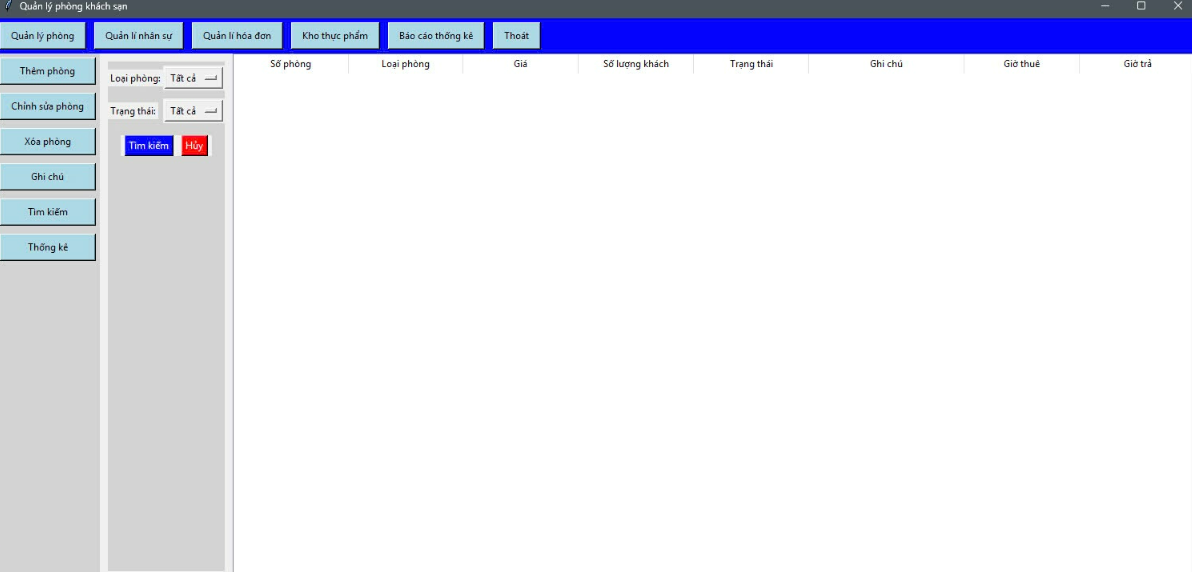 Quản lý phòng khách sạn
Quản lý phòng Quản lí nhân sự Quản lí hóa đơn Kho thực phẩm Báo cáo thống kê Thoát
Thêm phòng
Chỉnh sửa phòng
Xóa phòng
Ghi chú
Tìm kiếm
Thống kê
Loại phòng: Tất cả
Trạng thái: Tất cả
Tìm kiếm Hủy
Số phòng Loại phòng Giá Số lượng khách Trạng thái Ghi chú Giờ thuê Giờ trả